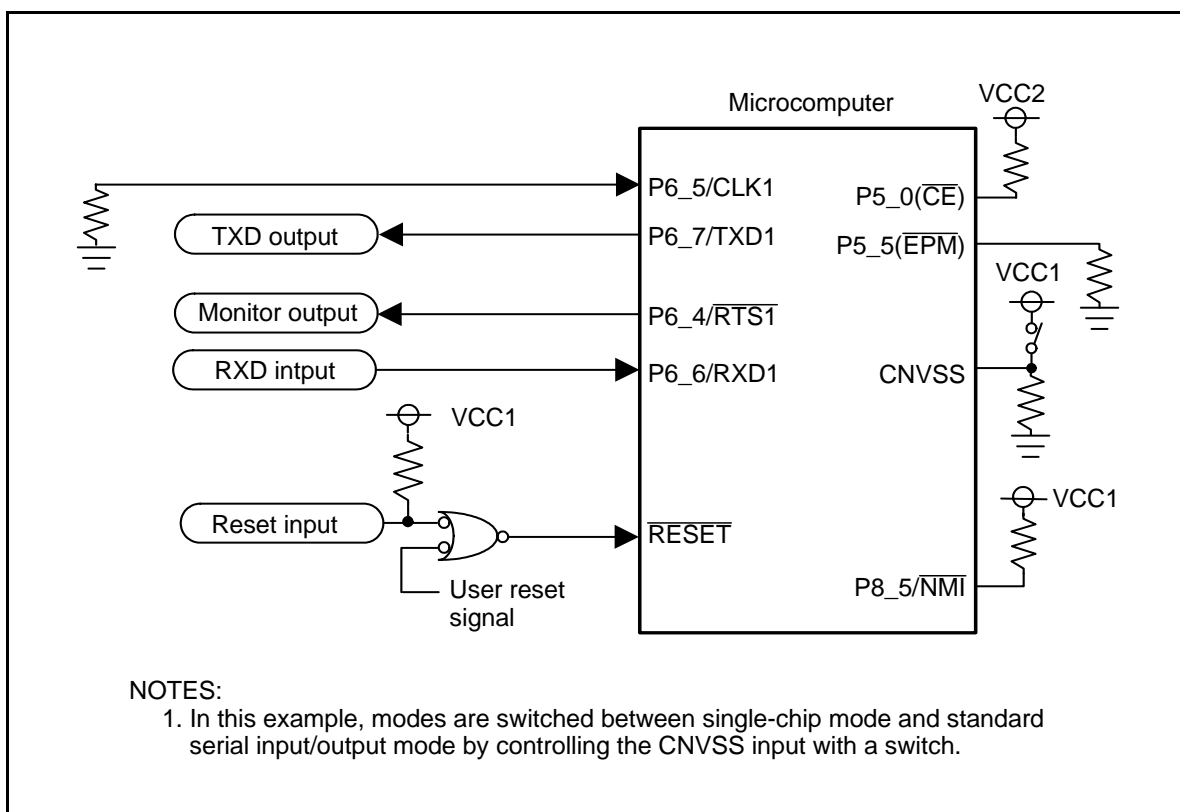 Microcomputer
VCC2
P6_5/CLK1
P5_0(CE)
TXD output
P6_7/TXD1
P5_5(EPM)
VCC1
Monitor output
P6_4/RTS1
RXD intput
P6_6/RXD1
CNVSS
VCC1
VCC1
Reset input
RESET
User reset
signal
P8_5/NMI
NOTES:
1. In this example, modes are switched between single-chip mode and standard
serial input/output mode by controlling the CNVSS input with a switch.